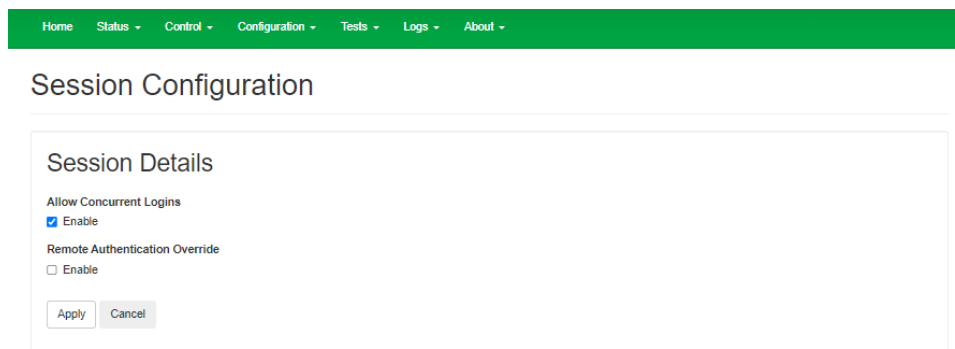 Home Status Control Configuration Tests Logs About
Session Configuration
Session Details
Allow Concurrent Logins
Enable
Remote Authentication Override
Enable
Apply Cancel